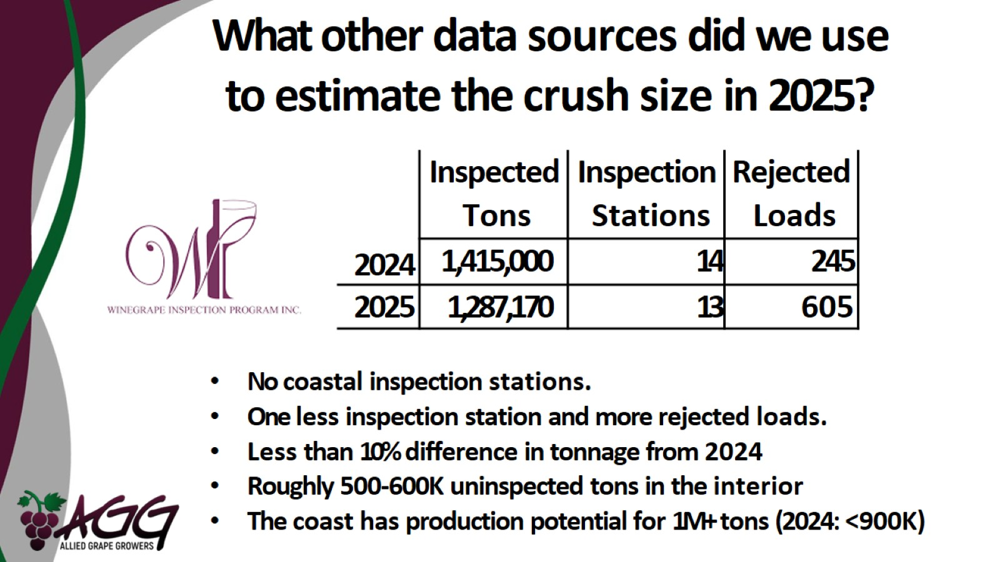 What other data sources did we use
to estimate the crush size in 2025?
Inspected Tons Inspection Stations Rejected Loads
2024 1,415,000 14 245
2025 1,287,170 13 605
WIP
WINEGRAPE INSPECTION PROGRAM INC.
• No coastal inspection stations.
• One less inspection station and more rejected loads.
• Less than 10% difference in tonnage from 2024
• Roughly 500-600K uninspected tons in the interior
• The coast has production potential for 1M+ tons (2024: <900K)
AGG
ALLIED GRAPE GROWERS